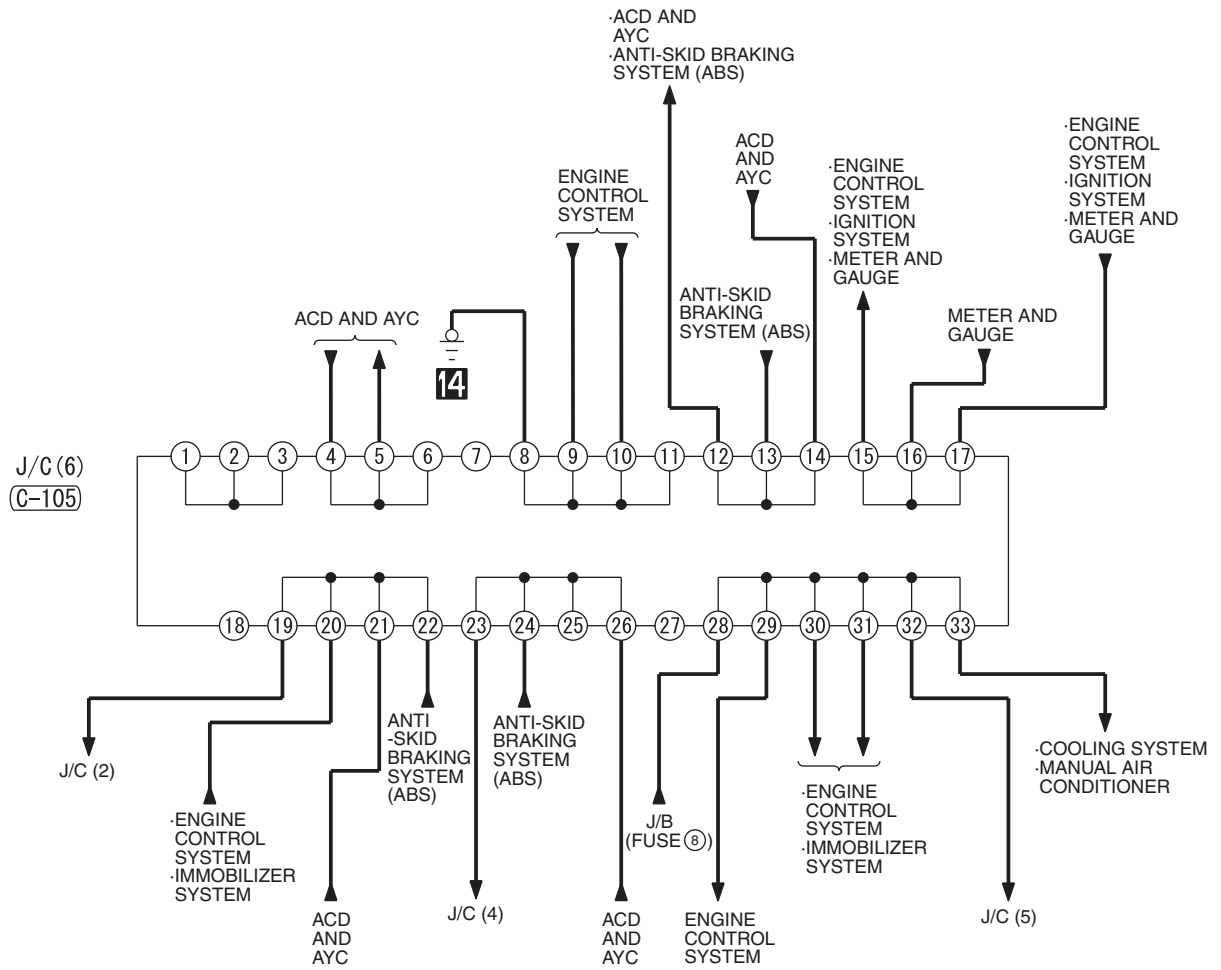 ·ACD AND
AYC
·ANTI-SKID BRAKING
SYSTEM (ABS)
ACD
AND
AYC
·ENGINE
CONTROL
SYSTEM
·IGNITION
SYSTEM
·METER AND
GAUGE
·ENGINE
CONTROL
SYSTEM
·IGNITION
SYSTEM
·METER AND
GAUGE
ENGINE
CONTROL
SYSTEM
ANTI-SKID
BRAKING
SYSTEM (ABS)
METER AND
GAUGE
ACD AND AYC
14
J/C (6)
C-105
1 2 3 4 5 6 7 8 9 10 11 12 13 14 15 16 17
18 19 20 21 22 23 24 25 26 27 28 29 30 31 32 33
J/C (2)
·ENGINE
CONTROL
SYSTEM
·IMMOBILIZER
SYSTEM
ACD
AND
AYC
ANTI
-SKID
BRAKING
SYSTEM
(ABS)
J/C (4)
ANTI-SKID
BRAKING
SYSTEM
(ABS)
ACD
AND
AYC
J/B
(FUSE 8)
ENGINE
CONTROL
SYSTEM
·ENGINE
CONTROL
SYSTEM
·IMMOBILIZER
SYSTEM
J/C (5)
·COOLING SYSTEM
·MANUAL AIR
CONDITIONER